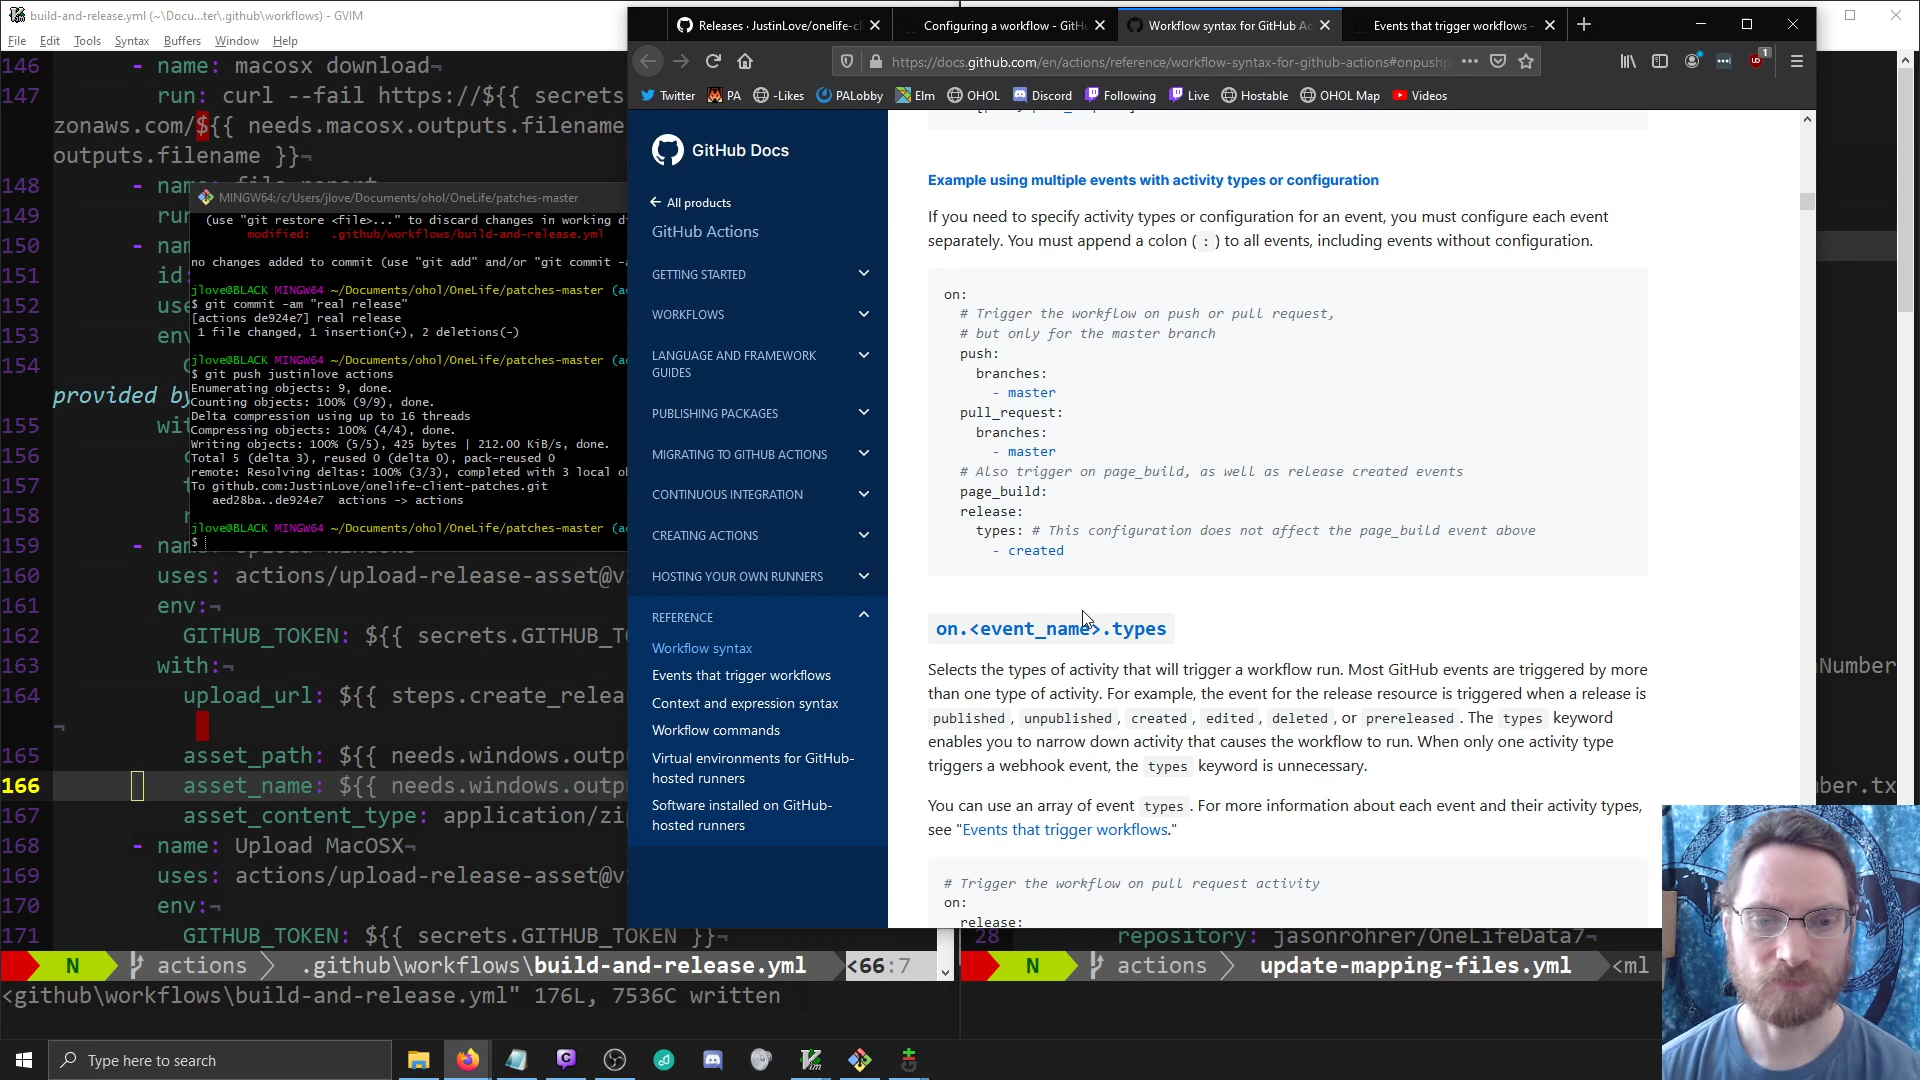 build-and-release.yml (~\Docu...ter\.github\workflows) - GVIM
File Edit Tools Syntax Buffers Window Help
146 - name: macosx download¬
147 run: curl --fail https://${{ secrets
zonaws.com/${{ needs.macosx.outputs.filename
outputs.filename }}¬
148 - name: file report
149 run
150 - nam
151 id:
152 use
153 env
154
provided by
155 wit
156
157
158
159 - name: Upload Windows
160 uses: actions/upload-release-asset@v
161 env:¬
162 GITHUB_TOKEN: ${{ secrets.GITHUB_TO
163 with:¬
164 upload_url: ${{ steps.create_relea
¬
165 asset_path: ${{ needs.windows.outpu
166 asset_name: ${{ needs.windows.outpu
167 asset_content_type: application/zip
168 - name: Upload MacOSX¬
169 uses: actions/upload-release-asset@v
170 env:¬
171 GITHUB_TOKEN: ${{ secrets.GITHUB_TOKEN }}¬
N actions .github\workflows\build-and-release.yml <66:7
<github\workflows\build-and-release.yml" 176L, 7536C written
MINGW64:/c/Users/jlove/Documents/ohol/OneLife/patches-master
(use "git restore <file>..." to discard changes in working d
modified: .github/workflows/build-and-release.yml
no changes added to commit (use "git add" and/or "git commit -a
jlove@BLACK MINGW64 ~/Documents/ohol/OneLife/patches-master (ac
$ git commit -am "real release"
[actions de924e7] real release
1 file changed, 1 insertion(+), 2 deletions(-)
jlove@BLACK MINGW64 ~/Documents/ohol/OneLife/patches-master (ac
$ git push justinlove actions
Enumerating objects: 9, done.
Counting objects: 100% (9/9), done.
Delta compression using up to 16 threads
Compressing objects: 100% (4/4), done.
Writing objects: 100% (5/5), 425 bytes | 212.00 KiB/s, done.
Total 5 (delta 3), reused 0 (delta 0), pack-reused 0
remote: Resolving deltas: 100% (3/3), completed with 3 local ob
To github.com:JustinLove/onelife-client-patches.git
aed28ba..de924e7 actions -> actions
jlove@BLACK MINGW64 ~/Documents/ohol/OneLife/patches-master (ac
$
Releases · JustinLove/onelife-cli
Configuring a workflow - GitH
Workflow syntax for GitHub Ac
Events that trigger workflows -
https://docs.github.com/en/actions/reference/workflow-syntax-for-github-actions#onpushp
1
Twitter PA -Likes PALobby Elm OHOL Discord Following Live Hostable OHOL Map Videos
GitHub Docs
All products
GitHub Actions
GETTING STARTED
WORKFLOWS
LANGUAGE AND FRAMEWORK
GUIDES
PUBLISHING PACKAGES
MIGRATING TO GITHUB ACTIONS
CONTINUOUS INTEGRATION
CREATING ACTIONS
HOSTING YOUR OWN RUNNERS
REFERENCE
Workflow syntax
Events that trigger workflows
Context and expression syntax
Workflow commands
Virtual environments for GitHub-
hosted runners
Software installed on GitHub-
hosted runners
Example using multiple events with activity types or configuration
If you need to specify activity types or configuration for an event, you must configure each event
separately. You must append a colon ( : ) to all events, including events without configuration.
on:
# Trigger the workflow on push or pull request,
# but only for the master branch
push:
branches:
- master
pull_request:
branches:
- master
# Also trigger on page_build, as well as release created events
page_build:
release:
types: # This configuration does not affect the page_build event above
- created
on.<event_name>.types
Selects the types of activity that will trigger a workflow run. Most GitHub events are triggered by more
than one type of activity. For example, the event for the release resource is triggered when a release is
published , unpublished , created , edited , deleted , or prereleased . The types keyword
enables you to narrow down activity that causes the workflow to run. When only one activity type
triggers a webhook event, the types keyword is unnecessary.
You can use an array of event types . For more information about each event and their activity types,
see "Events that trigger workflows."
# Trigger the workflow on pull request activity
on:
release:
nNumber
mber.tx
28 repository: jasonrohrer/OneLifeData7¬
N actions update-mapping-files.yml <ml
Type here to search